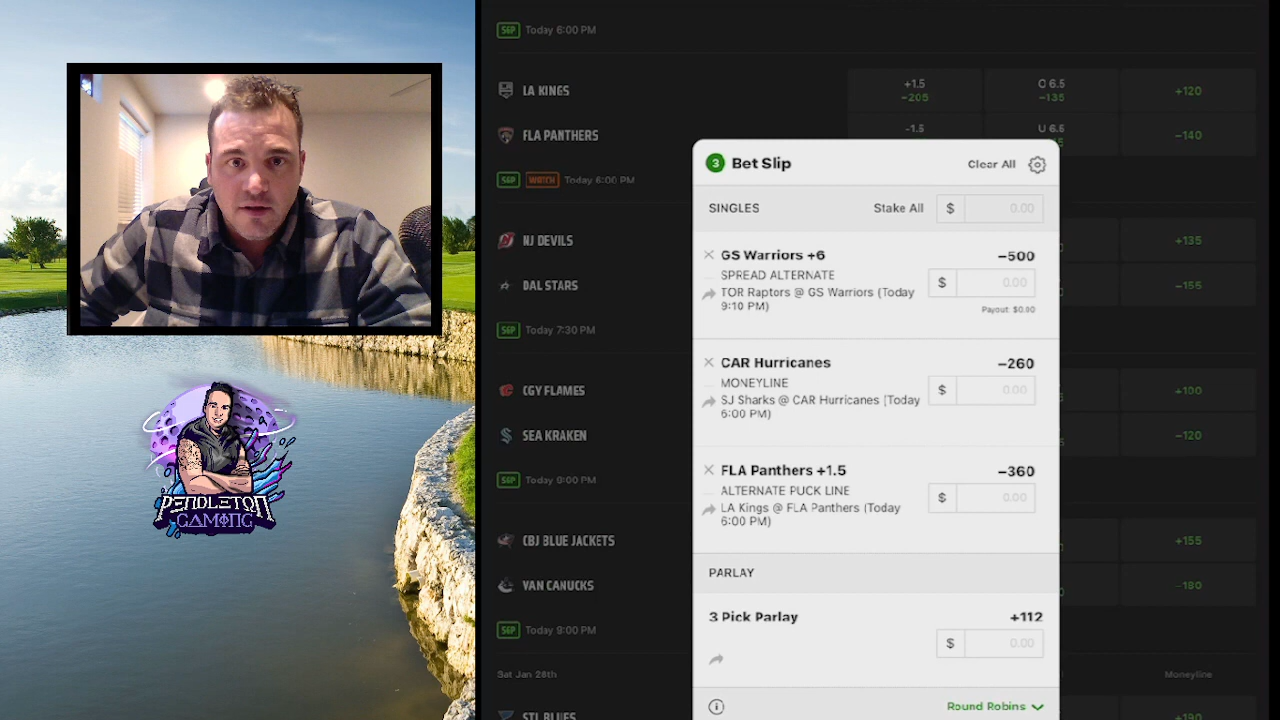 SGP Today 6:00 PM
LA KINGS +1.5 -205 O 6.5 -135 +120
FLA PANTHERS -1.5 U 6.5 -140
SGP WATCH Today 6:00 PM
NJ DEVILS +135
DAL STARS -155
SGP Today 7:30 PM
CGY FLAMES +100
SEA KRAKEN -120
SGP Today 9:00 PM
CBJ BLUE JACKETS +155
VAN CANUCKS -180
SGP Today 9:00 PM
Sat Jan 28th Moneyline
STL BLUES +190
3 Bet Slip Clear All
SINGLES Stake All $ 0.00
GS Warriors +6 -500
SPREAD ALTERNATE
TOR Raptors @ GS Warriors (Today
9:10 PM)
$ 0.00
Payout: $0.00
CAR Hurricanes -260
MONEYLINE
SJ Sharks @ CAR Hurricanes (Today
6:00 PM)
$ 0.00
FLA Panthers +1.5 -360
ALTERNATE PUCK LINE
LA Kings @ FLA Panthers (Today
6:00 PM)
$ 0.00
PARLAY
3 Pick Parlay +112
$ 0.00
Round Robins
PENDLETON
GAMING